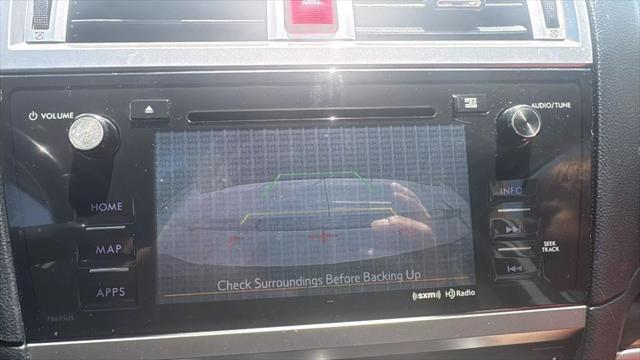 VOLUME
AUDIO/TUNE
HOME
MAP
APPS
INFO
SEEK
TRACK
Check Surroundings Before Backing Up
((sxm)) HD Radio